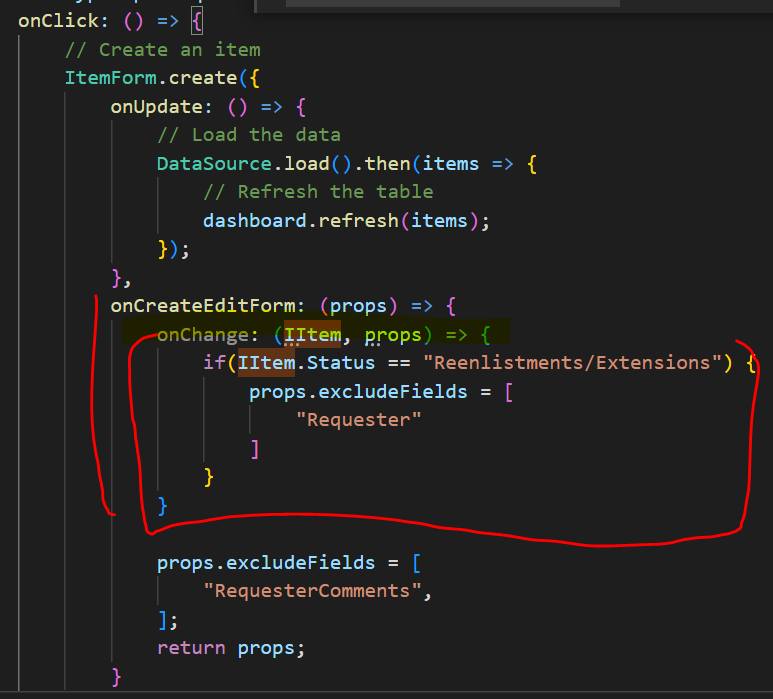 onClick: () => {
// Create an item
ItemForm.create({
onUpdate: () => {
// Load the data
DataSource.load().then(items => {
// Refresh the table
dashboard.refresh(items);
});
},
onCreateEditForm: (props) => {
onChange: (IItem, props) => {
if(IItem.Status == "Reenlistments/Extensions") {
props.excludeFields = [
"Requester"
]
}
}
props.excludeFields = [
"RequesterComments",
];
return props;
}